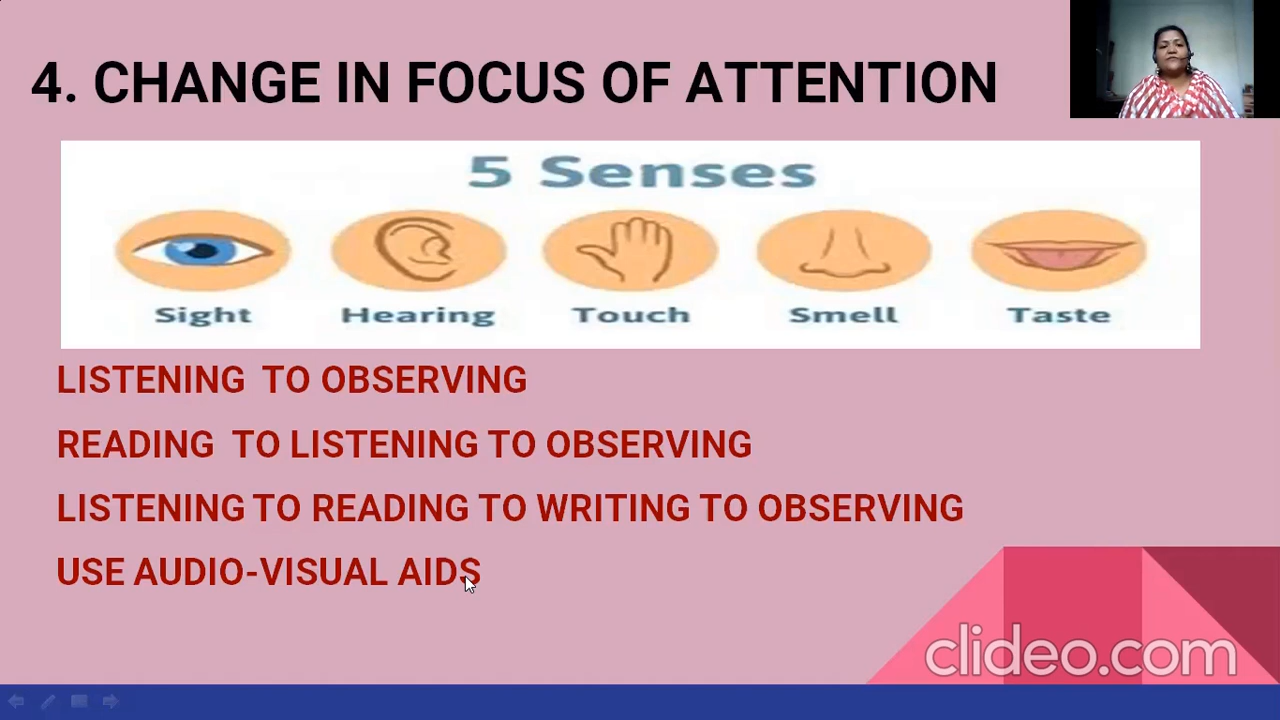 4. CHANGE IN FOCUS OF ATTENTION
5 Senses
Sight Hearing Touch Smell Taste
LISTENING TO OBSERVING
READING TO LISTENING TO OBSERVING
LISTENING TO READING TO WRITING TO OBSERVING
USE AUDIO-VISUAL AIDS
clideo.com